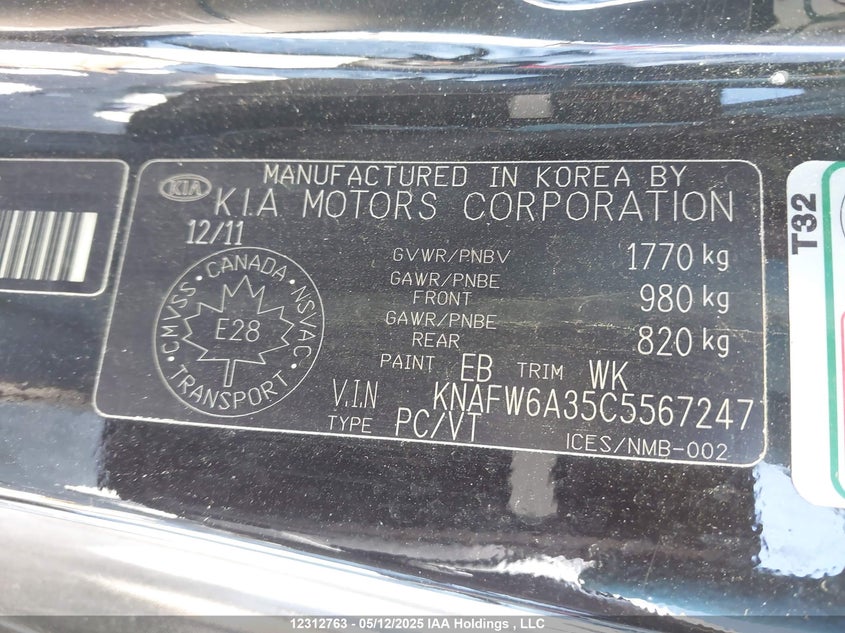 MANUFACTURED IN KOREA BY
KIA
K.I.A MOTORS CORPORATION
12/11
GVWR/PNBV 1770 kg
GAWR/PNBE FRONT 980 kg
GAWR/PNBE REAR 820 kg
CMVSS · CANADA · NSVAC · TRANSPORT ·
E28
PAINT EB TRIM WK
V.I.N KNAFW6A35C5567247
TYPE PC/VT
ICES/NMB-002
T32
12312763 - 05/12/2025 IAA Holdings , LLC